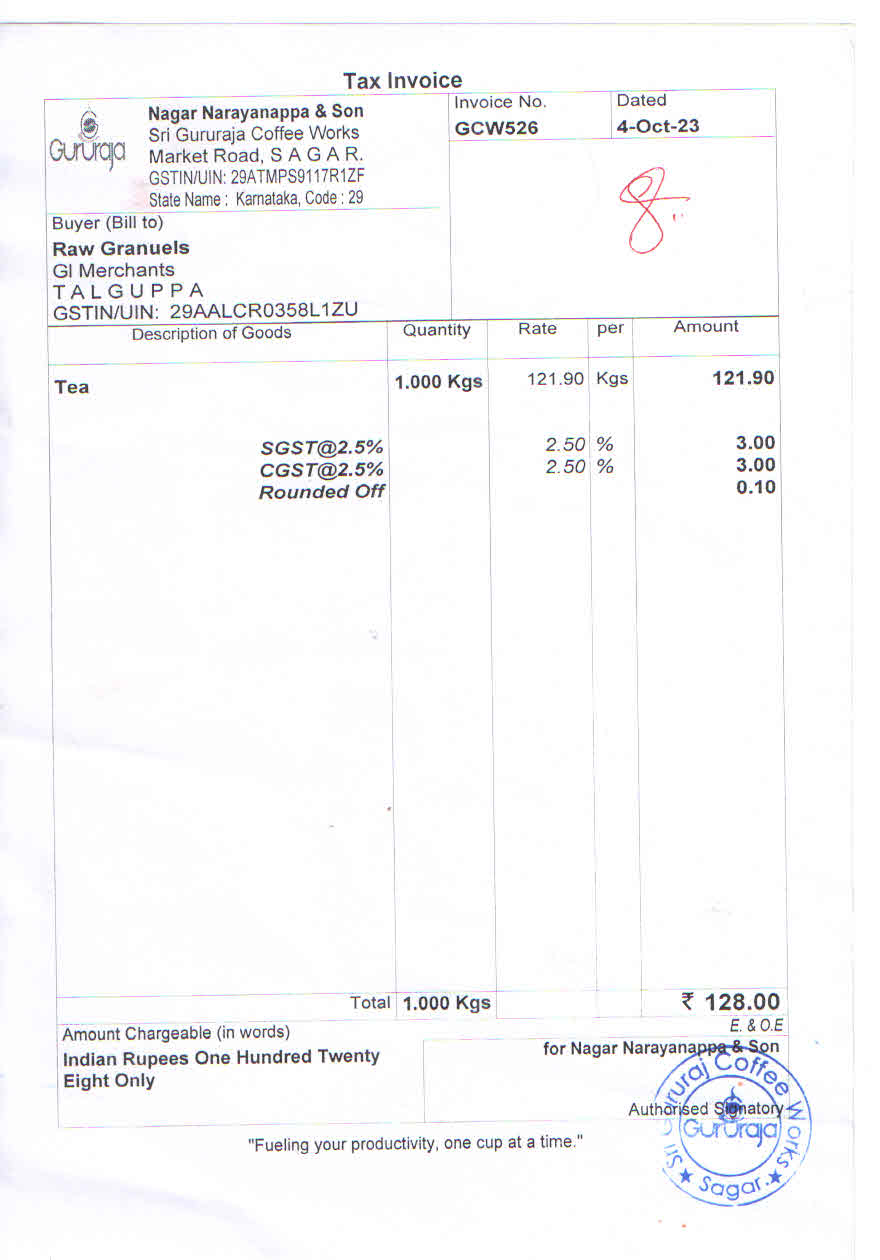 Tax Invoice
Gururaja
Nagar Narayanappa & Son
Sri Gururaja Coffee Works
Market Road, S A G A R.
GSTIN/UIN: 29ATMPS9117R1ZF
State Name : Karnataka, Code : 29
Invoice No.
GCW526
Dated
4-Oct-23
Buyer (Bill to)
Raw Granuels
GI Merchants
T A L G U P P A
GSTIN/UIN: 29AALCR0358L1ZU
Description of Goods Quantity Rate per Amount
Tea 1.000 Kgs 121.90 Kgs 121.90
SGST@2.5% 2.50 % 3.00
CGST@2.5% 2.50 % 3.00
Rounded Off 0.10
Total 1.000 Kgs ₹ 128.00
E. & O.E
Amount Chargeable (in words)
Indian Rupees One Hundred Twenty
Eight Only
for Nagar Narayanappa & Son
Authorised Signatory
Gururaj Coffee Works
Gururaja
Sri
Sagar.
"Fueling your productivity, one cup at a time."